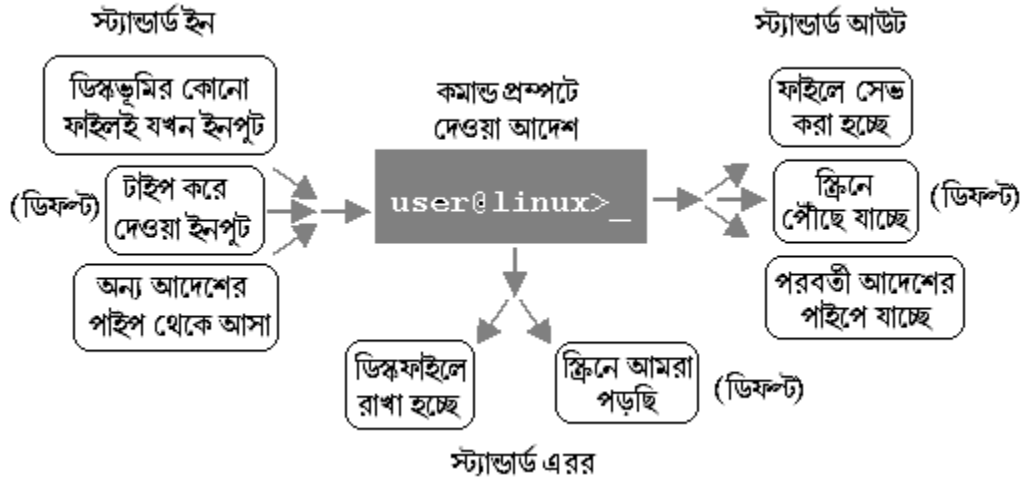 স্ট্যান্ডার্ড ইন
ডিস্কভূমির কোনো
ফাইলই যখন ইনপুট
(ডিফল্ট)
টাইপ করে
দেওয়া ইনপুট
অন্য আদেশের
পাইপ থেকে আসা
কমান্ড প্রম্পটে
দেওয়া আদেশ
user@linux>_
স্ট্যান্ডার্ড আউট
ফাইলে সেভ
করা হচ্ছে
স্ক্রিনে
পৌঁছে যাচ্ছে
(ডিফল্ট)
পরবর্তী আদেশের
পাইপে যাচ্ছে
ডিস্কফাইলে
রাখা হচ্ছে
স্ক্রিনে আমরা
পড়ছি
(ডিফল্ট)
স্ট্যান্ডার্ড এরর